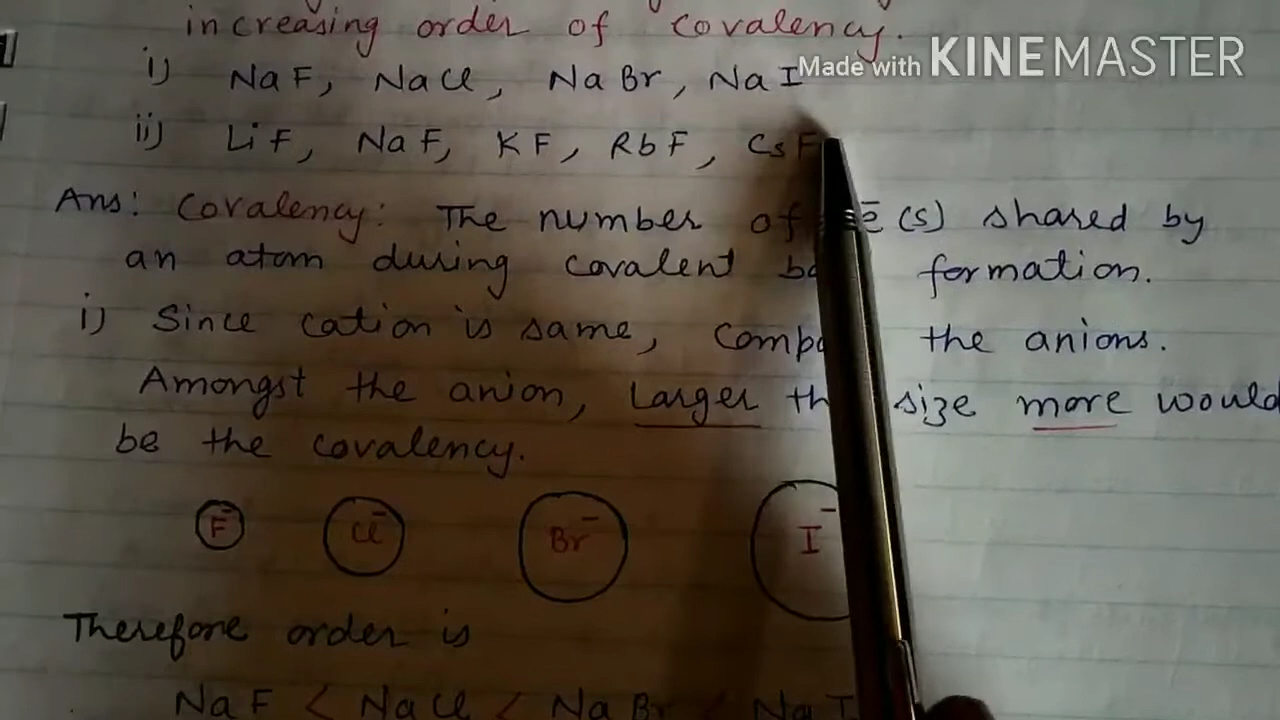 increasing order of covalency.
Made with KINEMASTER
i) NaF, NaCl, NaBr, NaI
ii) LiF, NaF, KF, RbF, CsF
Ans: Covalency: The number of ē(s) shared by
an atom during covalent formation.
i) Since cation is same, the anions.
Amongst the anion, Larger size more would
be the covalency.
F⁻ Cl⁻ Br⁻ I⁻
Therefore order is
NaF < NaCl < NaBr < NaI